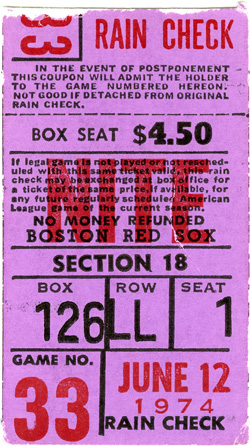 33 RAIN CHECK
IN THE EVENT OF POSTPONEMENT
THIS COUPON WILL ADMIT THE HOLDER
TO THE GAME NUMBERED HEREON.
NOT GOOD IF DETACHED FROM ORIGINAL
RAIN CHECK.
BOX SEAT $4.50
NITE
If legal game is not played or not resched-
uled with this same ticket valid, this rain
check may be exchanged at box office for
a ticket of the same price, if available, for
any future regularly scheduled American
League game of the current season.
NO MONEY REFUNDED
BOSTON RED SOX
SECTION 18
BOX ROW SEAT
126 LL 1
GAME NO.
33
JUNE 12
1974
RAIN CHECK